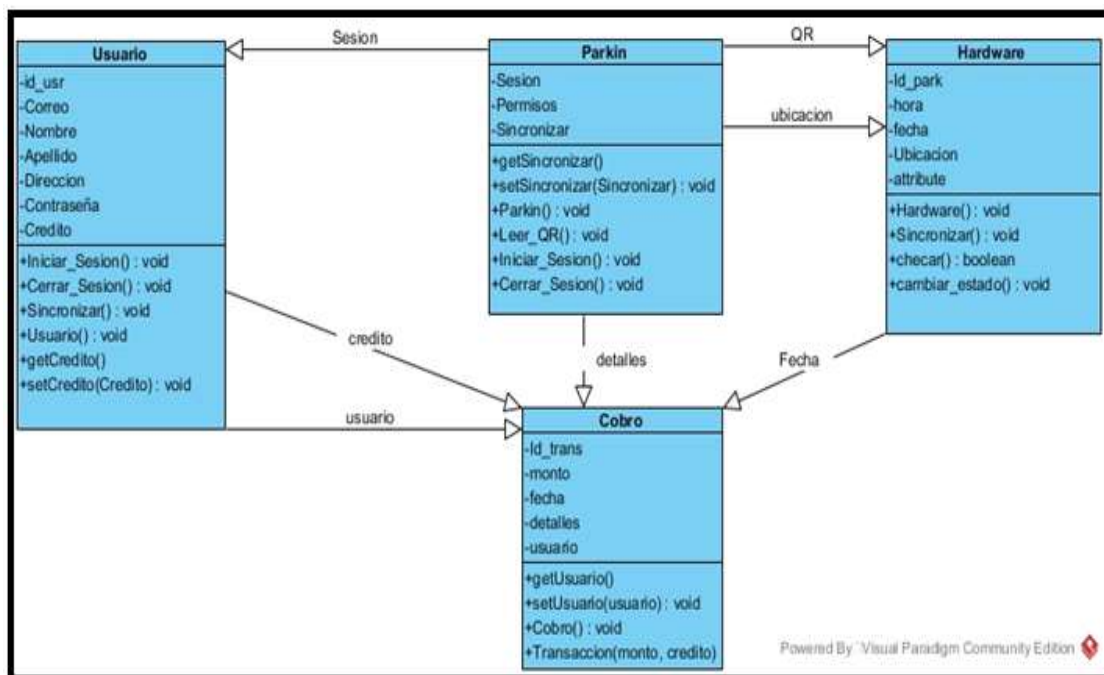 Usuario
-id_usr
-Correo
-Nombre
-Apellido
-Direccion
-Contraseña
-Credito
+Iniciar_Sesion() : void
+Cerrar_Sesion() : void
+Sincronizar() : void
+Usuario() : void
+getCredito()
+setCredito(Credito) : void
Sesion
Parkin
-Sesion
-Permisos
-Sincronizar
+getSincronizar()
+setSincronizar(Sincronizar) : void
+Parkin() : void
+Leer_QR() : void
+Iniciar_Sesion() : void
+Cerrar_Sesion() : void
QR
ubicacion
Hardware
-Id_park
-hora
-fecha
-Ubicacion
-attribute
+Hardware() : void
+Sincronizar() : void
+checar() : boolean
+cambiar_estado() : void
credito
detalles
Fecha
usuario
Cobro
-Id_trans
-monto
-fecha
-detalles
-usuario
+getUsuario()
+setUsuario(usuario) : void
+Cobro() : void
+Transaccion(monto, credito)
Powered By Visual Paradigm Community Edition